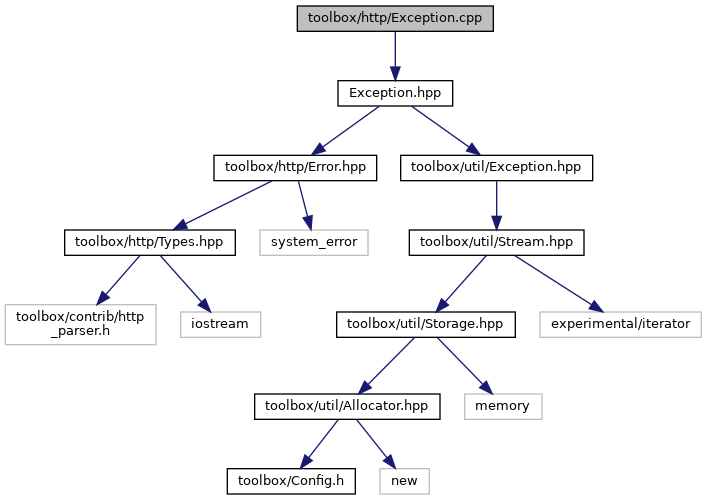 toolbox/http/Exception.cpp
Exception.hpp
toolbox/http/Error.hpp
toolbox/util/Exception.hpp
toolbox/http/Types.hpp
system_error
toolbox/util/Stream.hpp
toolbox/contrib/http
_parser.h
iostream
toolbox/util/Storage.hpp
experimental/iterator
toolbox/util/Allocator.hpp
memory
toolbox/Config.h
new